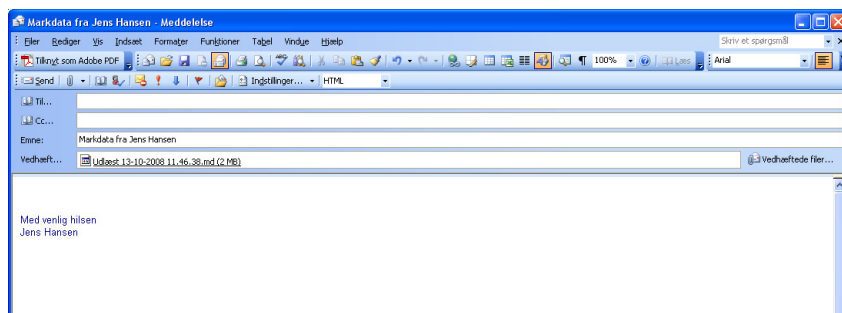 Markdata fra Jens Hansen - Meddelelse
Filer Rediger Vis Indsæt Formater Funktioner Tabel Vindue Hjælp Skriv et spørgsmål
Tilknyt som Adobe PDF 100% Læs Arial
Send Indstillinger... HTML
Til...
Cc...
Emne: Markdata fra Jens Hansen
Vedhæft... Udlæst 13-10-2008 11.46.38.md (2 MB) Vedhæftede filer...
Med venlig hilsen
Jens Hansen